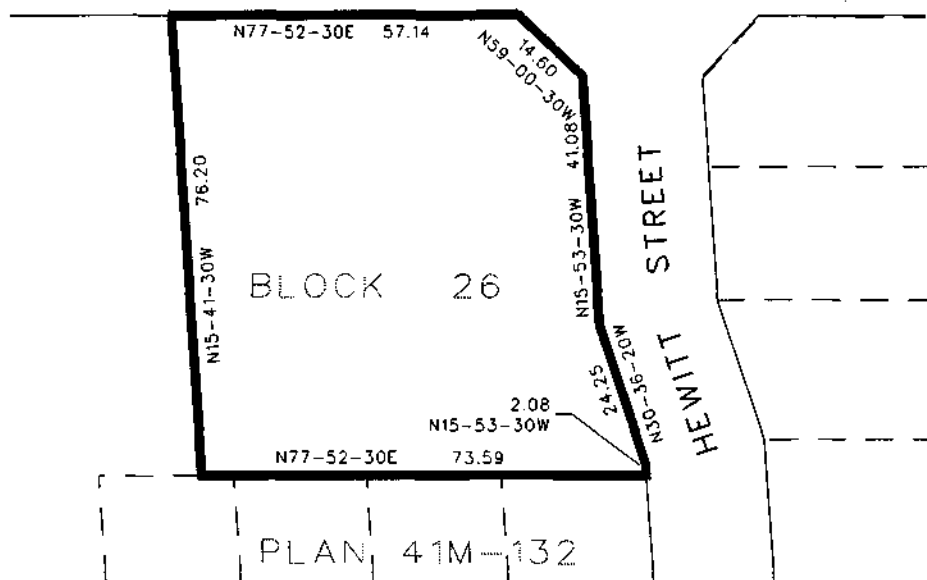 N77-52-30E 57.14
14.60
N59-00-30W
41.08
N15-53-30W
76.20
N15-41-30W
STREET
HEWITT
BLOCK 26
24.25
N30-36-20W
2.08
N15-53-30W
N77-52-30E 73.59
PLAN 41M-132